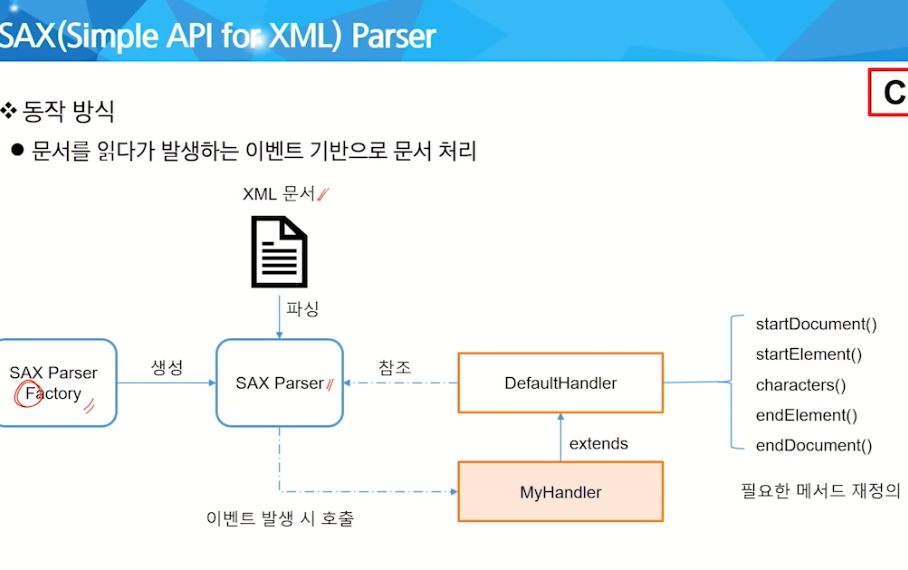 SAX(Simple API for XML) Parser
C
❖ 동작 방식
● 문서를 읽다가 발생하는 이벤트 기반으로 문서 처리
XML 문서
파싱
SAX Parser
Factory
생성
SAX Parser
참조
DefaultHandler
startDocument()
startElement()
characters()
endElement()
endDocument()
extends
MyHandler
필요한 메서드 재정의
이벤트 발생 시 호출